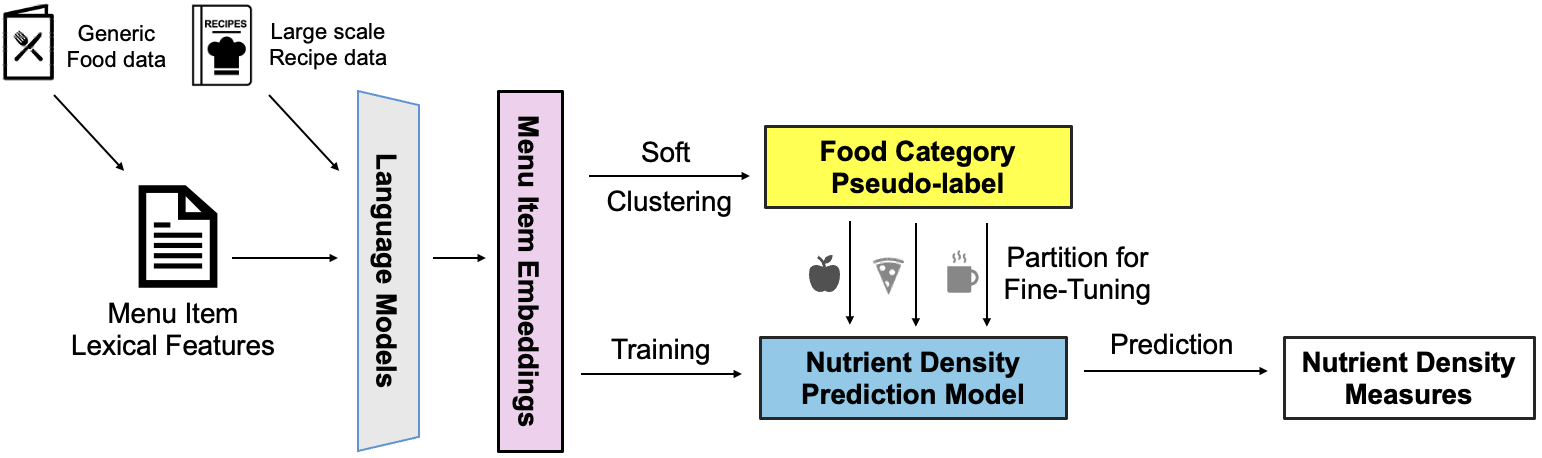 Generic
Food data
RECIPES
Large scale
Recipe data
Menu Item
Lexical Features
Language Models
Menu Item Embeddings
Soft
Clustering
Food Category
Pseudo-label
Partition for
Fine-Tuning
Training
Nutrient Density
Prediction Model
Prediction
Nutrient Density
Measures